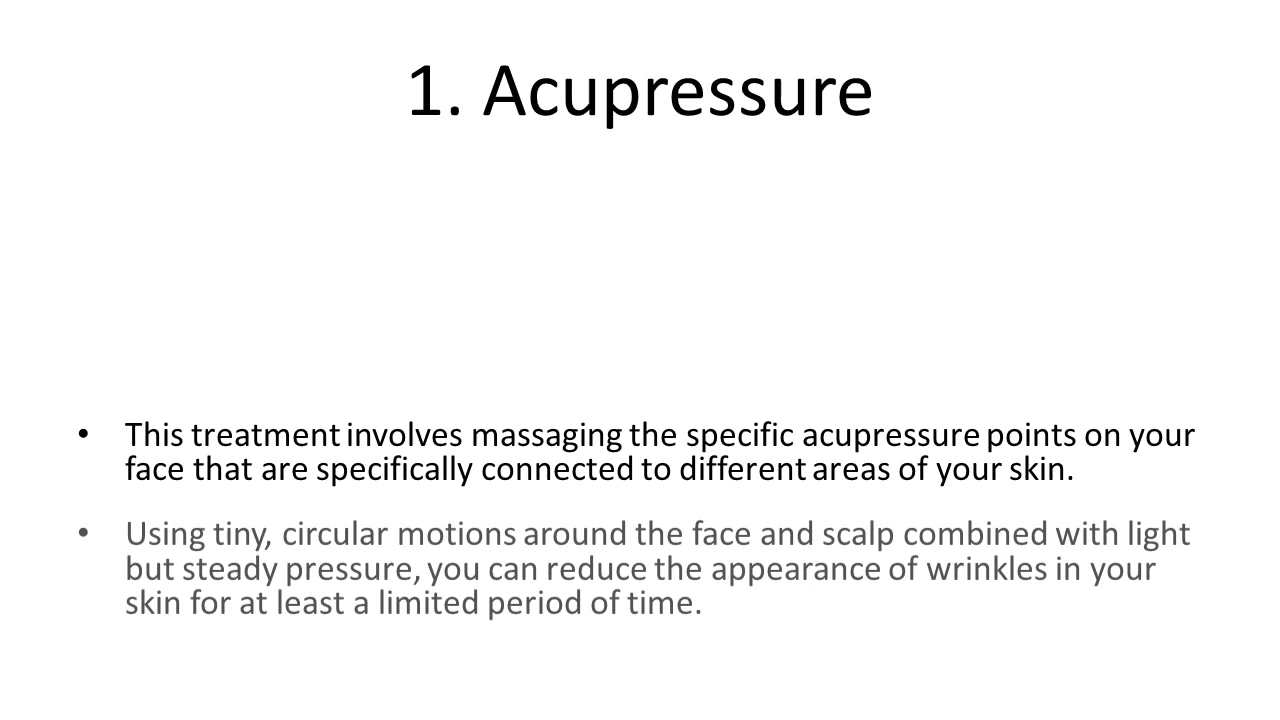 1. Acupressure
• This treatment involves massaging the specific acupressure points on your
face that are specifically connected to different areas of your skin.
• Using tiny, circular motions around the face and scalp combined with light
but steady pressure, you can reduce the appearance of wrinkles in your
skin for at least a limited period of time.